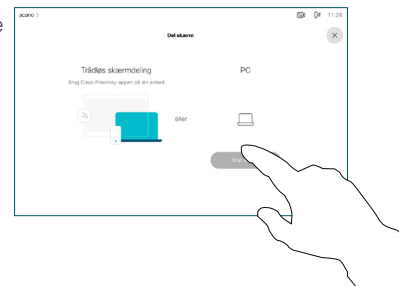 e
acano >
11:28
Del skærm
Trådløs skærmdeling
Brug Cisco Proximity-appen på din enhed
eller
PC